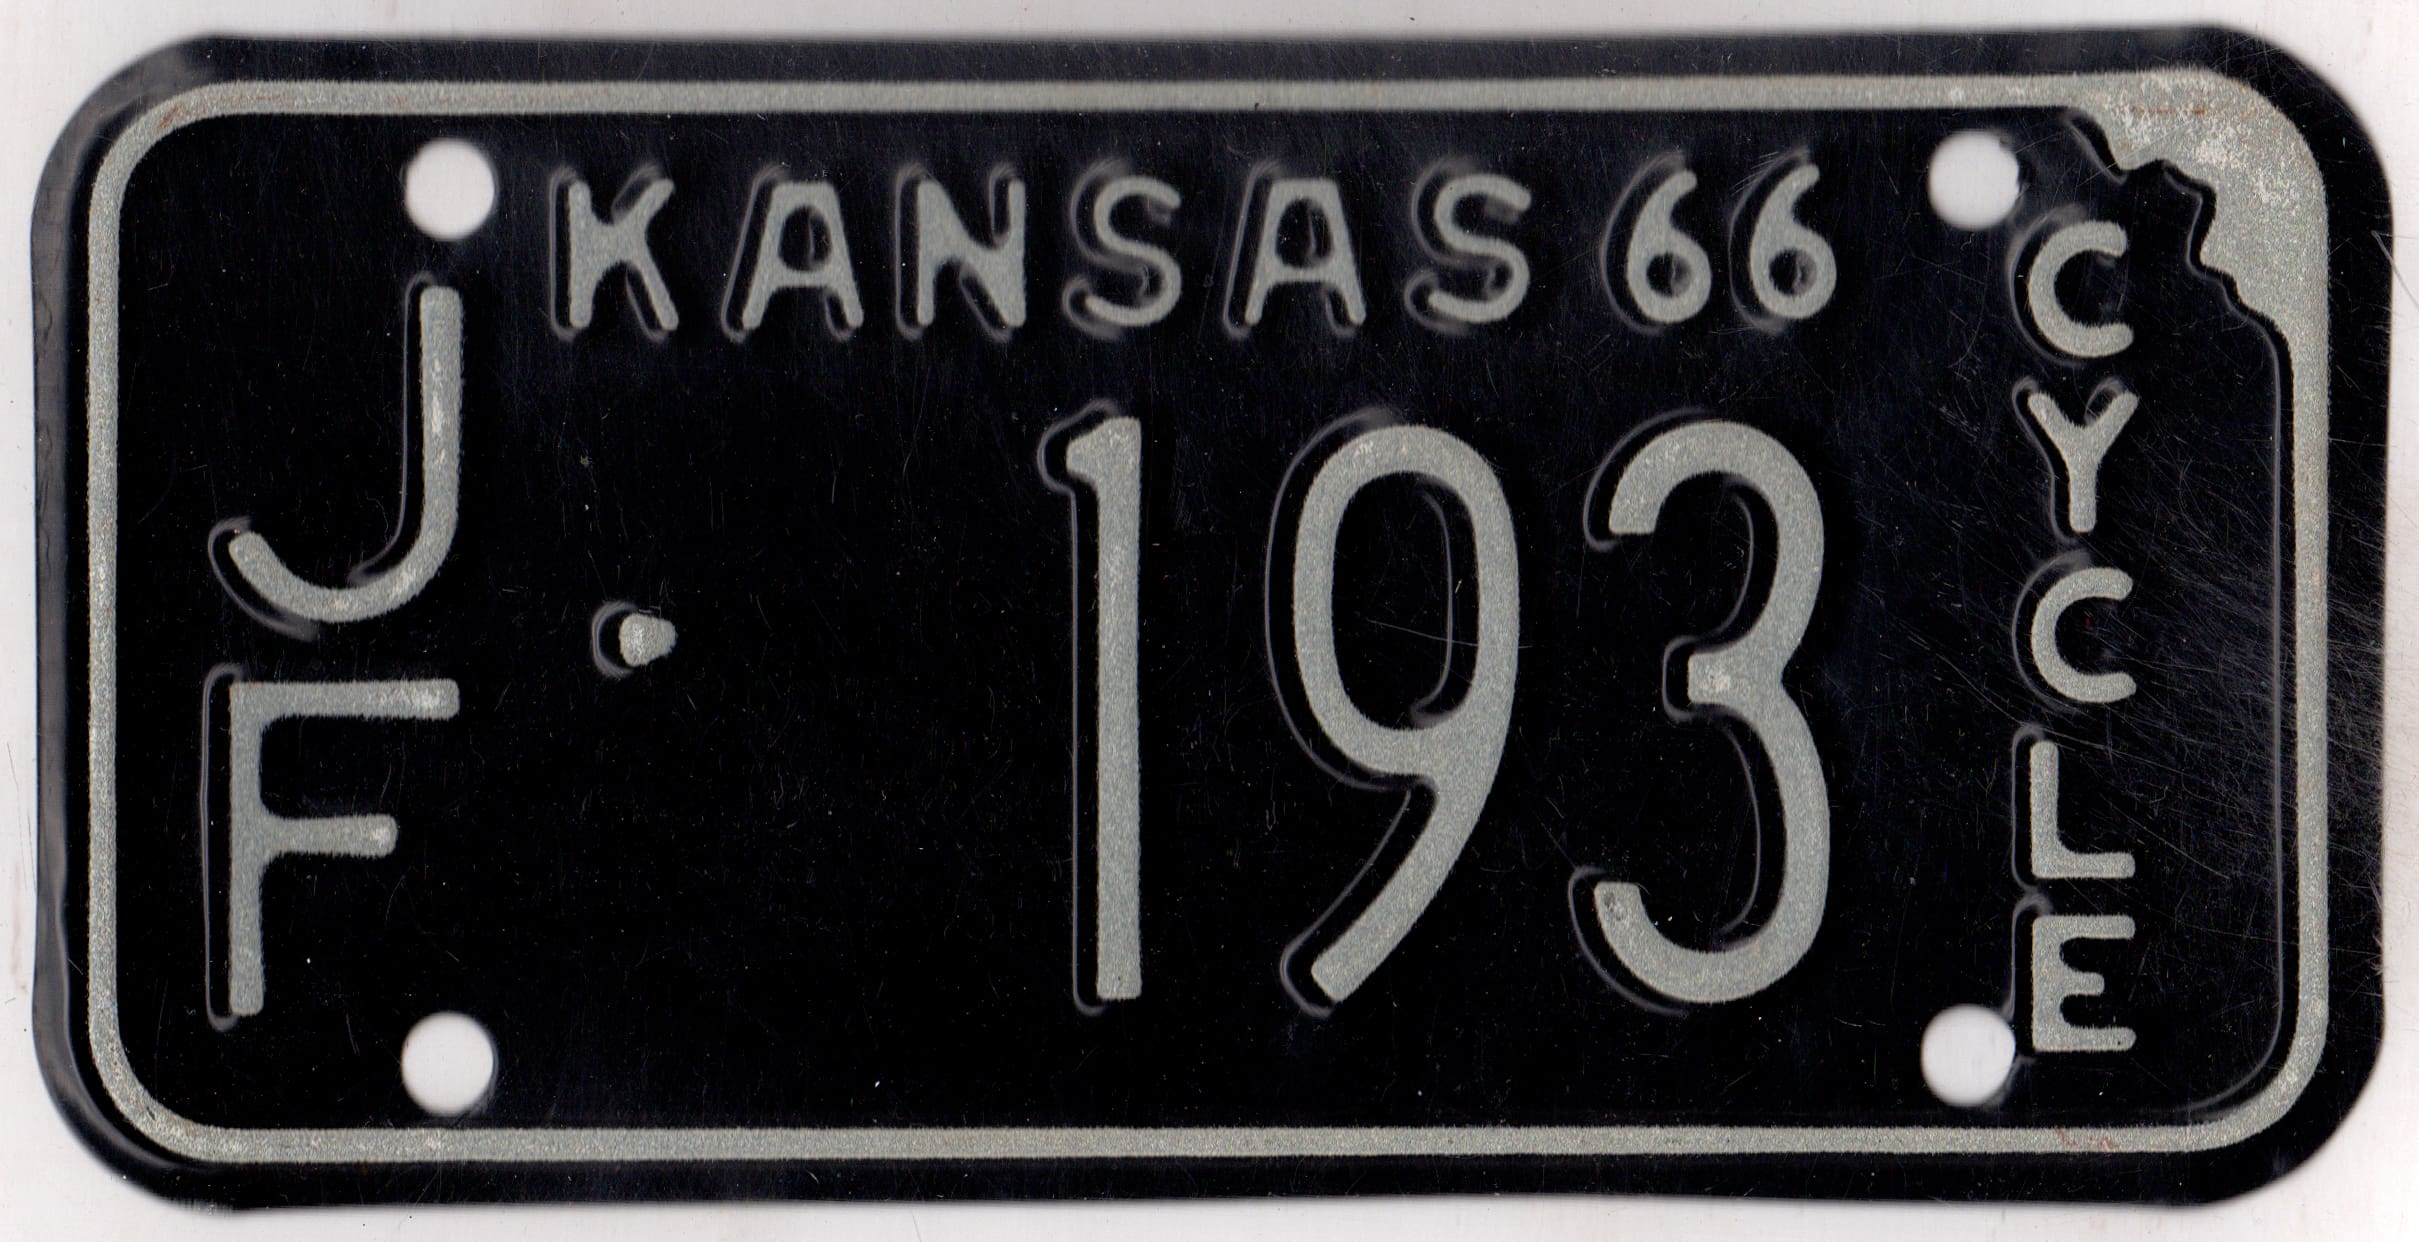 KANSAS 66
JF · 193
CYCLE